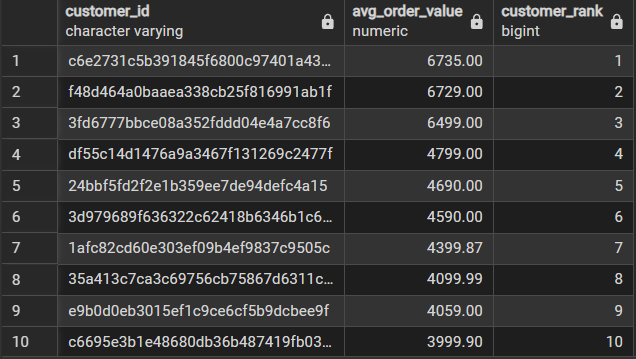 customer_id avg_order_value customer_rank
character varying numeric bigint
1 c6e2731c5b391845f6800c97401a43... 6735.00 1
2 f48d464a0baaea338cb25f816991ab1f 6729.00 2
3 3fd6777bbce08a352fddd04e4a7cc8f6 6499.00 3
4 df55c14d1476a9a3467f131269c2477f 4799.00 4
5 24bbf5fd2f2e1b359ee7de94defc4a15 4690.00 5
6 3d979689f636322c62418b6346b1c6... 4590.00 6
7 1afc82cd60e303ef09b4ef9837c9505c 4399.87 7
8 35a413c7ca3c69756cb75867d6311c... 4099.99 8
9 e9b0d0eb3015ef1c9ce6cf5b9dcbee9f 4059.00 9
10 c6695e3b1e48680db36b487419fb03... 3999.90 10